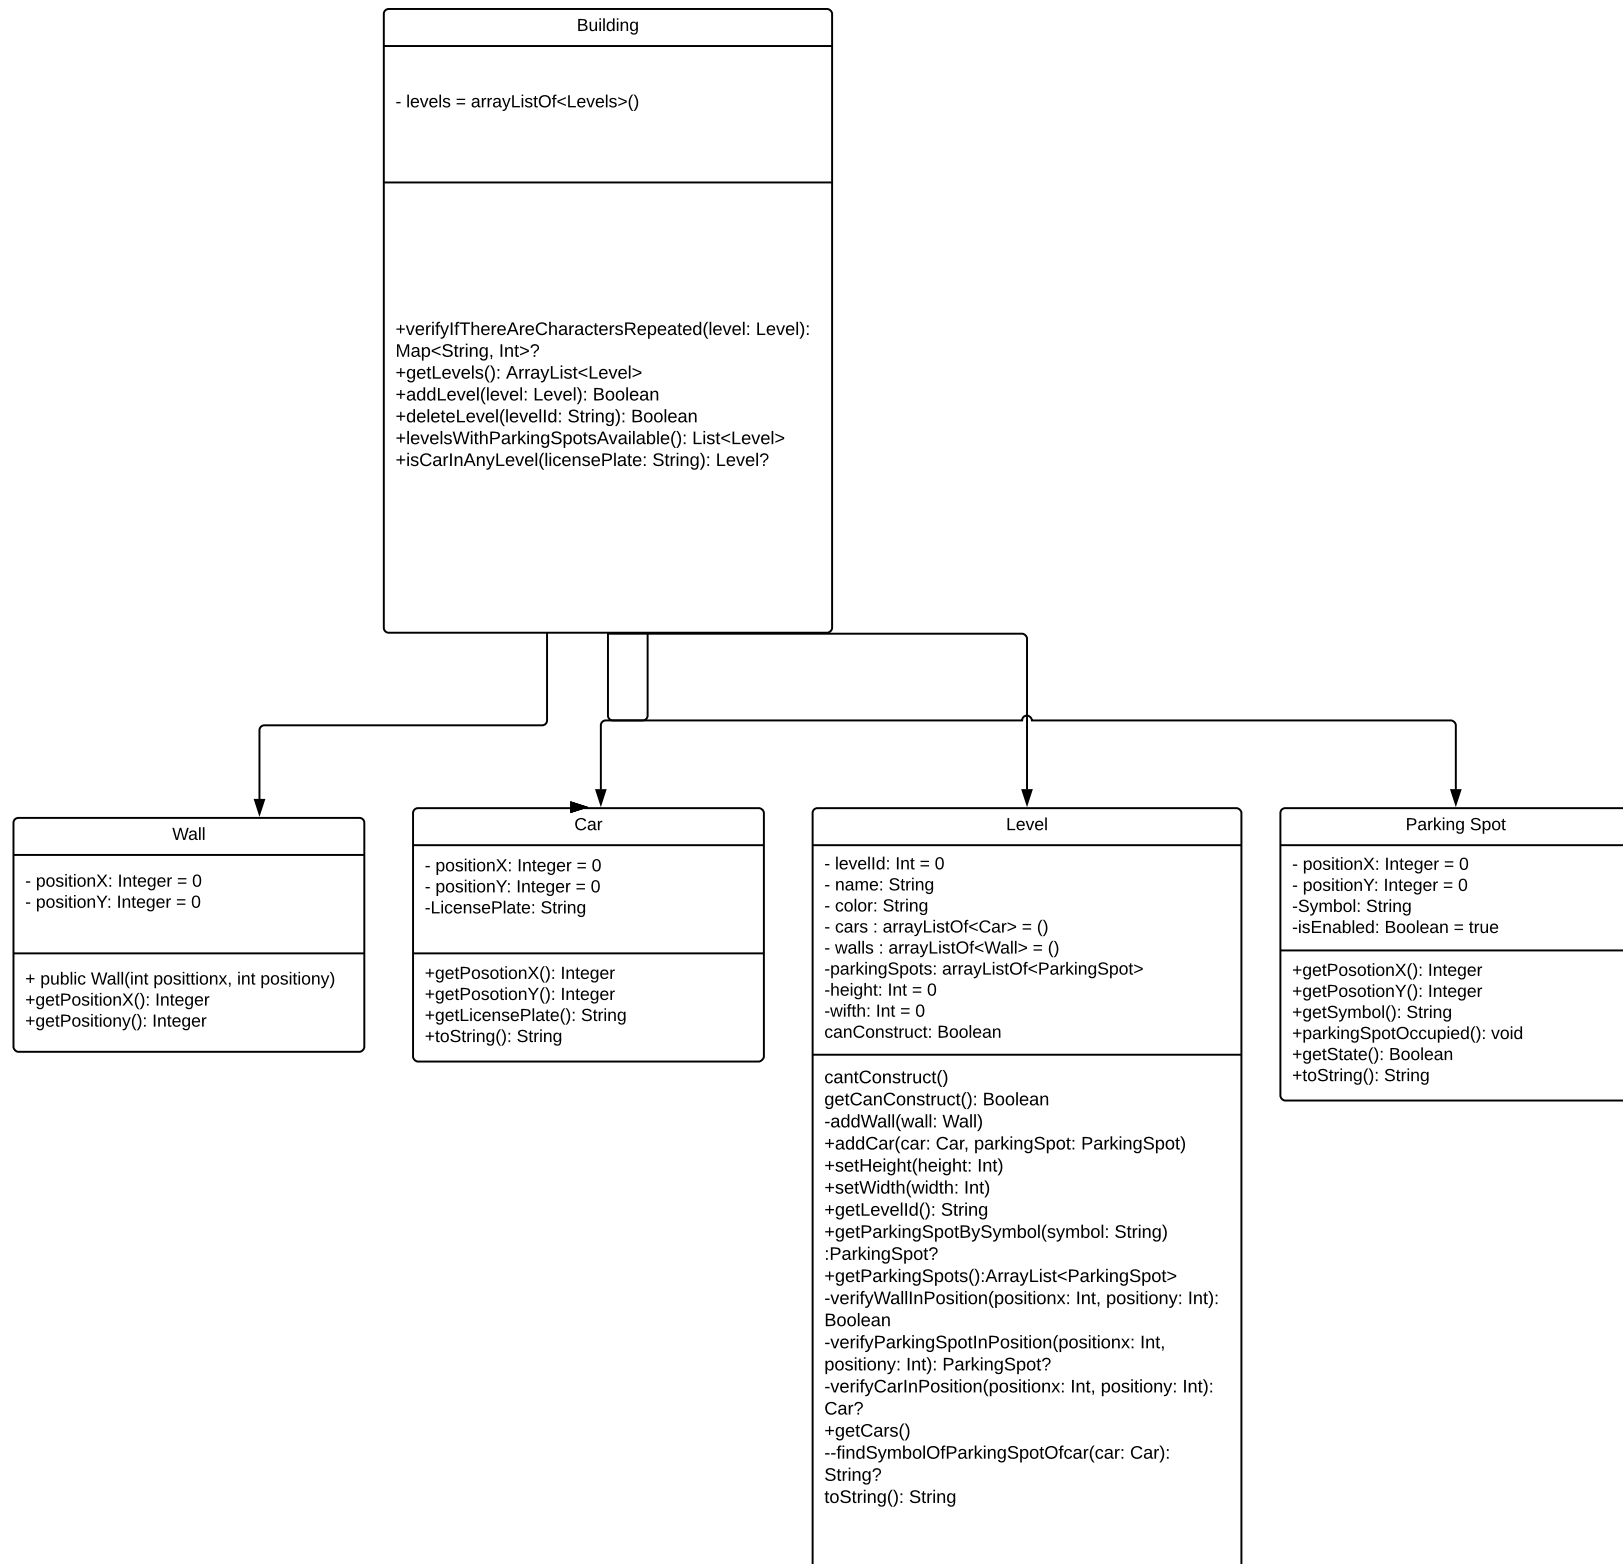 Building
- levels = arrayListOf<Levels>()
+verifyIfThereAreCharactersRepeated(level: Level):
Map<String, Int>?
+getLevels(): ArrayList<Level>
+addLevel(level: Level): Boolean
+deleteLevel(levelId: String): Boolean
+levelsWithParkingSpotsAvailable(): List<Level>
+isCarInAnyLevel(licensePlate: String): Level?
Wall
- positionX: Integer = 0
- positionY: Integer = 0
+ public Wall(int posittionx, int positiony)
+getPositionX(): Integer
+getPositiony(): Integer
Car
- positionX: Integer = 0
- positionY: Integer = 0
-LicensePlate: String
+getPosotionX(): Integer
+getPosotionY(): Integer
+getLicensePlate(): String
+toString(): String
Level
- levelId: Int = 0
- name: String
- color: String
- cars : arrayListOf<Car> = ()
- walls : arrayListOf<Wall> = ()
-parkingSpots: arrayListOf<ParkingSpot>
-height: Int = 0
-wifth: Int = 0
canConstruct: Boolean
cantConstruct()
getCanConstruct(): Boolean
-addWall(wall: Wall)
+addCar(car: Car, parkingSpot: ParkingSpot)
+setHeight(height: Int)
+setWidth(width: Int)
+getLevelId(): String
+getParkingSpotBySymbol(symbol: String)
:ParkingSpot?
+getParkingSpots():ArrayList<ParkingSpot>
-verifyWallInPosition(positionx: Int, positiony: Int):
Boolean
-verifyParkingSpotInPosition(positionx: Int,
positiony: Int): ParkingSpot?
-verifyCarInPosition(positionx: Int, positiony: Int):
Car?
+getCars()
--findSymbolOfParkingSpotOfcar(car: Car):
String?
toString(): String
Parking Spot
- positionX: Integer = 0
- positionY: Integer = 0
-Symbol: String
-isEnabled: Boolean = true
+getPosotionX(): Integer
+getPosotionY(): Integer
+getSymbol(): String
+parkingSpotOccupied(): void
+getState(): Boolean
+toString(): String